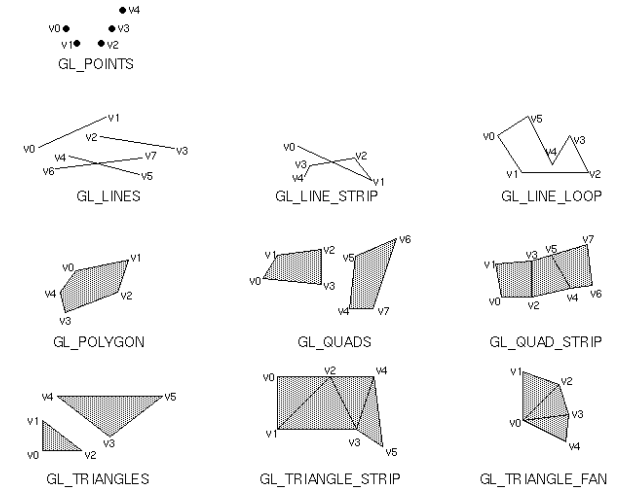 v4
v0 v3
v1 v2
GL_POINTS
v1
v2
v0 v3
v4 v7
v6 v5
GL_LINES
v0
v3 v2
v4
v1
GL_LINE_STRIP
v5
v0 v3
v4
v1 v2
GL_LINE_LOOP
v0 v1
v4 v2
v3
GL_POLYGON
v1 v2
v0 v3
v6
v5
v4 v7
GL_QUADS
v7
v3 v5
v1
v0 v2 v4 v6
GL_QUAD_STRIP
v4 v5
v1
v3
v0 v2
GL_TRIANGLES
v0 v2 v4
v1 v3
v5
GL_TRIANGLE_STRIP
v1
v2
v0 v3
v4
GL_TRIANGLE_FAN